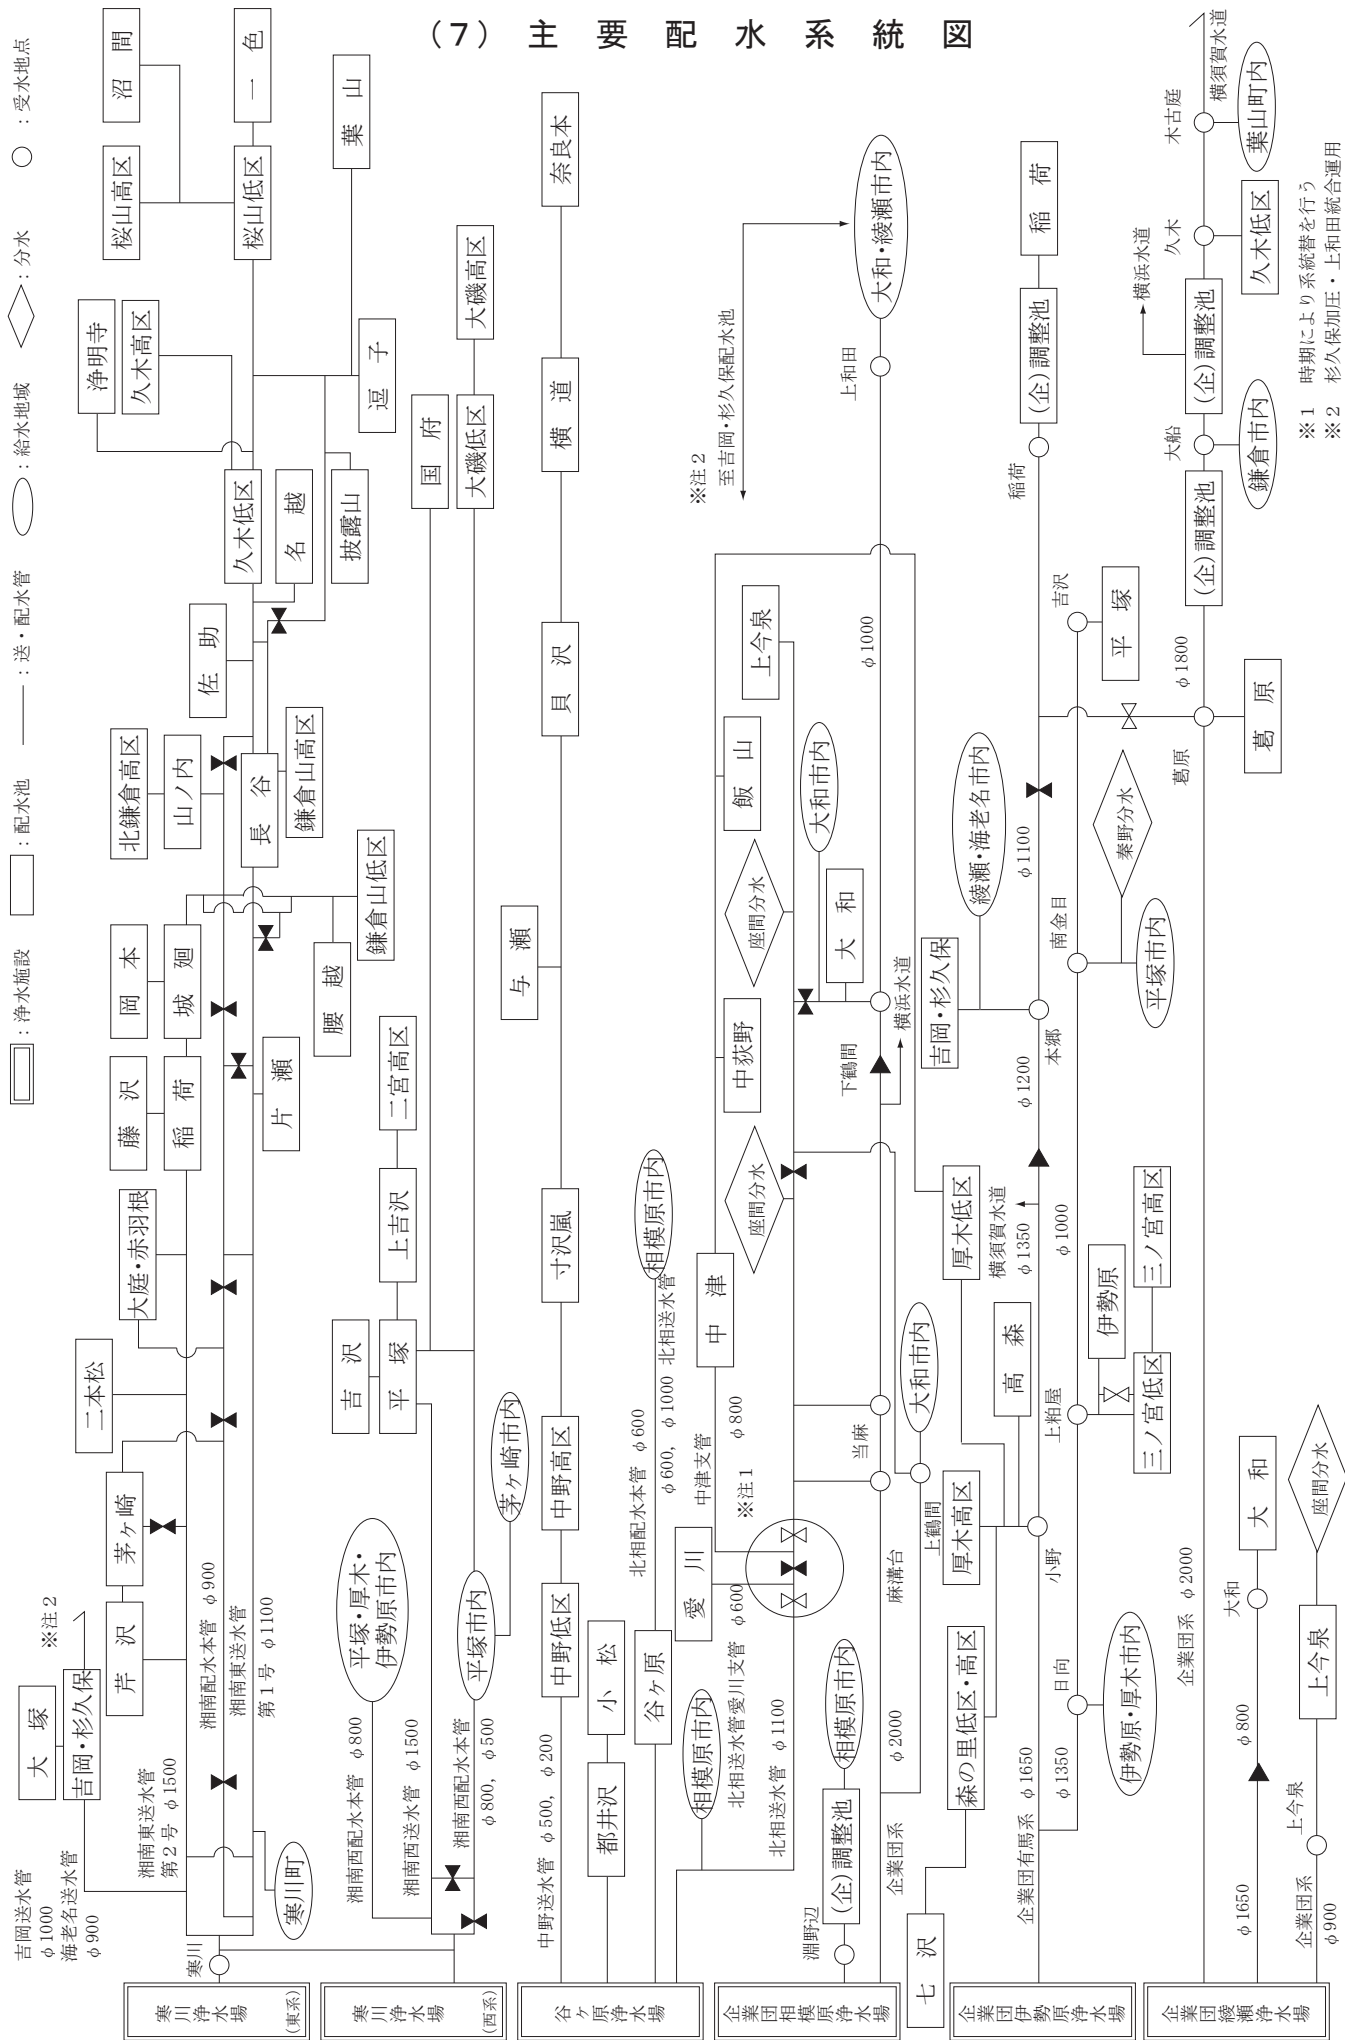 (7) 主要配水系統図
：浄水施設
：配水池
：送・配水管
：給水地域
：分水
：受水地点
寒川浄水場
(東系)
寒川
吉岡送水管
φ1000
海老名送水管
φ900
大塚
吉岡・杉久保
※注2
湘南東送水管
第2号 φ1500
寒川町
芹沢
茅ヶ崎
湘南配水本管 φ900
湘南東送水管
第1号 φ1100
二本松
大庭・赤羽根
藤沢
稲荷
岡本
城廻
片瀬
腰越
鎌倉山低区
北鎌倉高区
山ノ内
長谷
鎌倉山高区
佐助
名越
披露山
久木低区
浄明寺
久木高区
逗子
桜山高区
桜山低区
沼間
一色
葉山
寒川浄水場
(西系)
湘南西配水本管 φ800
湘南西送水管 φ1500
湘南西配水本管
φ800, φ500
平塚・厚木・
伊勢原市内
平塚市内
茅ヶ崎市内
吉沢
平塚
上吉沢
二宮高区
国府
大磯低区
大磯高区
谷ヶ原浄水場
中野送水管 φ500, φ200
中野低区
中野高区
寸沢嵐
与瀬
貝沢
横道
奈良本
都井沢
小松
谷ヶ原
北相配水本管 φ600
φ600, φ1000 北相送水管
相模原市内
相模原市内
北相送水管愛川支管 φ600
北相送水管 φ1100
愛川
※注1
中津支管 φ800
中津
座間分水
中荻野
座間分水
飯山
上今泉
大和市内
大和
企業団相模原浄水場
淵野辺
(企)調整池
相模原市内
企業団系 φ2000
麻溝台
当麻
上鶴間
大和市内
下鶴間
横浜水道
φ1000
上和田
大和・綾瀬市内
※注2
至吉岡・杉久保配水池
七沢
森の里低区・高区
厚木高区
厚木低区
高森
企業団伊勢原浄水場
企業団有馬系 φ1650
小野
横須賀水道
φ1350
φ1200
本郷
吉岡・杉久保
綾瀬・海老名市内
φ1100
稲荷
(企)調整池
稲荷
φ1350
日向
伊勢原・厚木市内
上粕屋
伊勢原
三ノ宮低区
三ノ宮高区
φ1000
南金目
平塚市内
秦野分水
吉沢
平塚
企業団綾瀬浄水場
企業団系 φ2000
葛原
葛原
φ1800
(企)調整池
大船
鎌倉市内
(企)調整池
横浜水道
久木
久木低区
木古庭
葉山町内
横須賀水道
φ1650
φ800
大和
大和
企業団系
φ900
上今泉
上今泉
座間分水
※1 時期により系統替を行う
※2 杉久保加圧・上和田統合運用